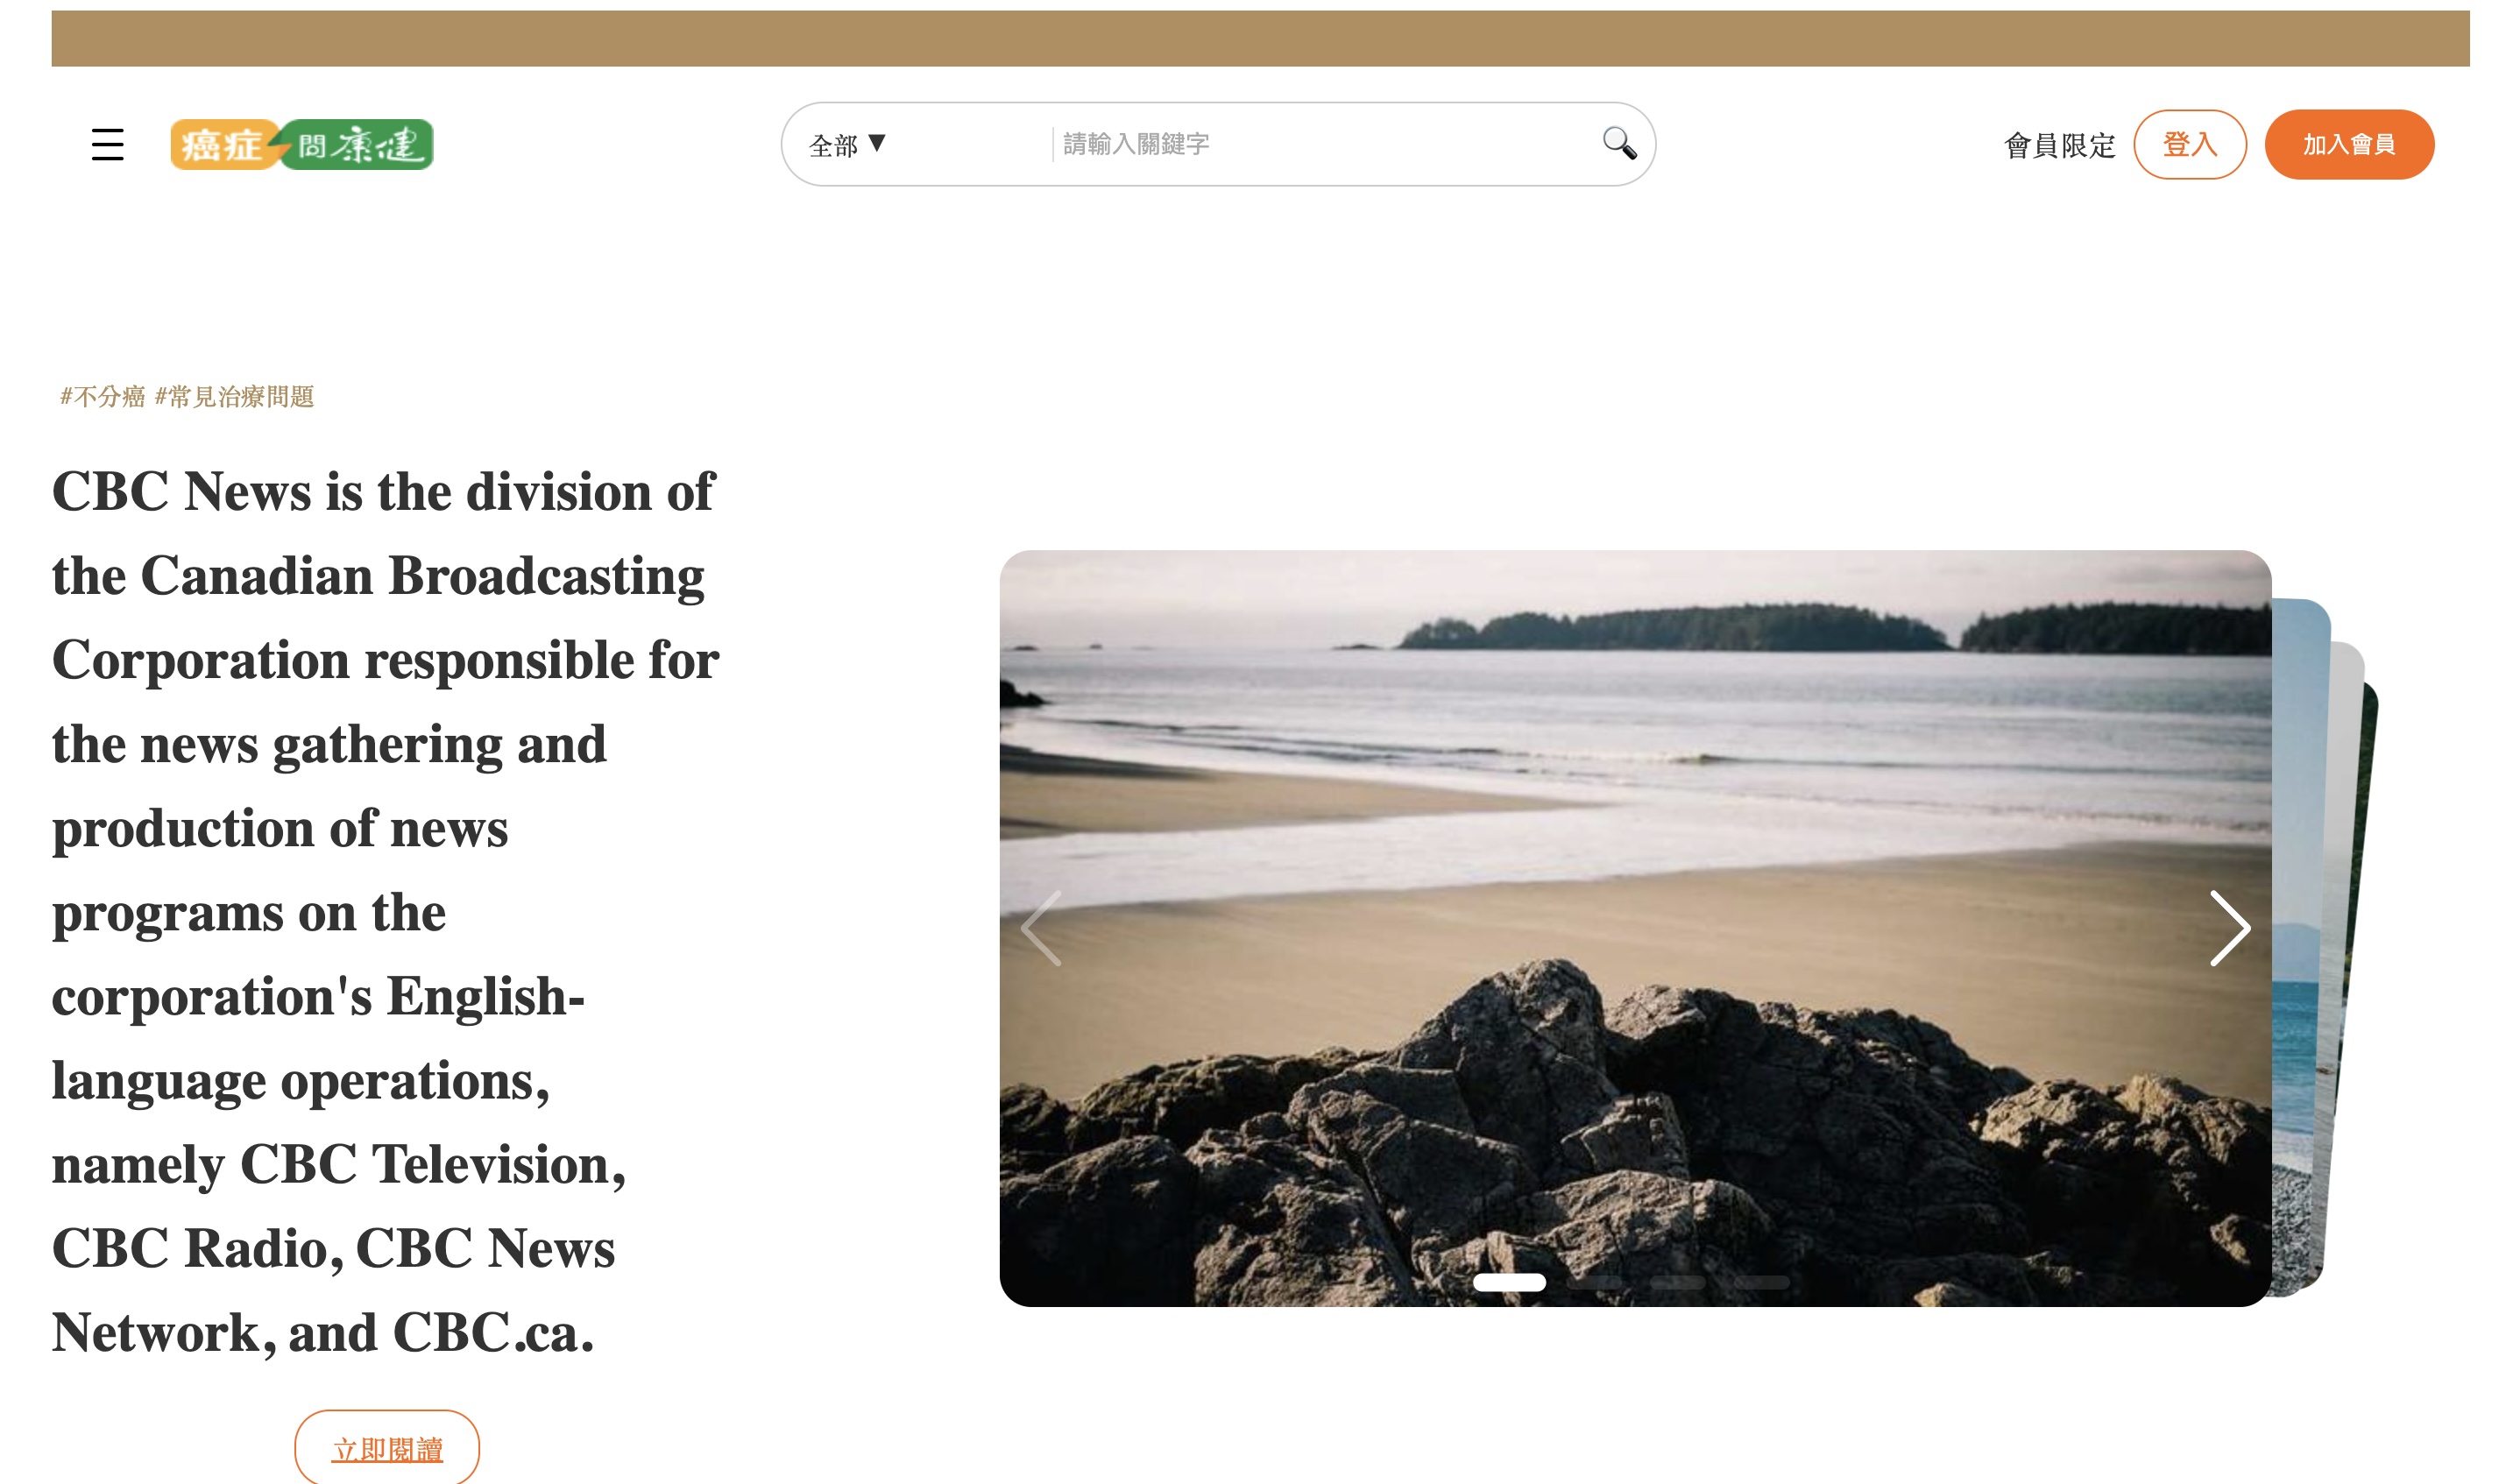 癌症問康健
全部 ▼
請輸入關鍵字
會員限定
登入
加入會員
#不分癌 #常見治療問題
CBC News is the division of
the Canadian Broadcasting
Corporation responsible for
the news gathering and
production of news
programs on the
corporation's English-
language operations,
namely CBC Television,
CBC Radio, CBC News
Network, and CBC.ca.
立即閱讀